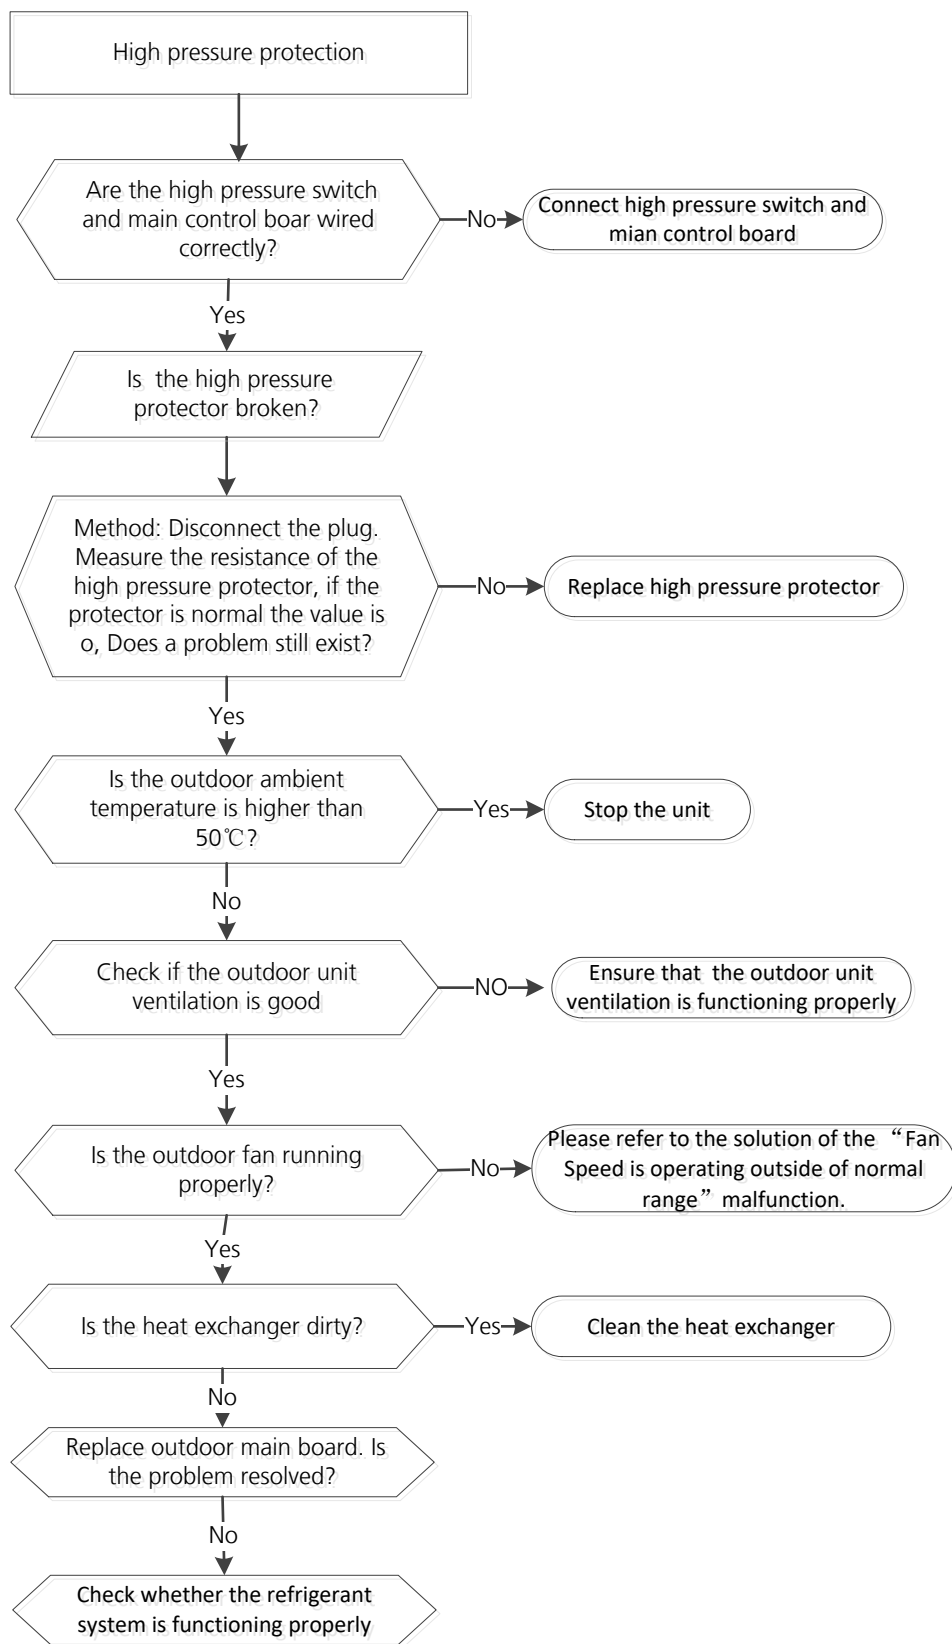 High pressure protection
Are the high pressure switch
and main control boar wired
correctly?
No
Connect high pressure switch and
mian control board
Yes
Is the high pressure
protector broken?
Method: Disconnect the plug.
Measure the resistance of the
high pressure protector, if the
protector is normal the value is
o, Does a problem still exist?
No
Replace high pressure protector
Yes
Is the outdoor ambient
temperature is higher than
50℃?
Yes
Stop the unit
No
Check if the outdoor unit
ventilation is good
NO
Ensure that the outdoor unit
ventilation is functioning properly
Yes
Is the outdoor fan running
properly?
No
Please refer to the solution of the “Fan
Speed is operating outside of normal
range” malfunction.
Yes
Is the heat exchanger dirty?
Yes
Clean the heat exchanger
No
Replace outdoor main board. Is
the problem resolved?
No
Check whether the refrigerant
system is functioning properly